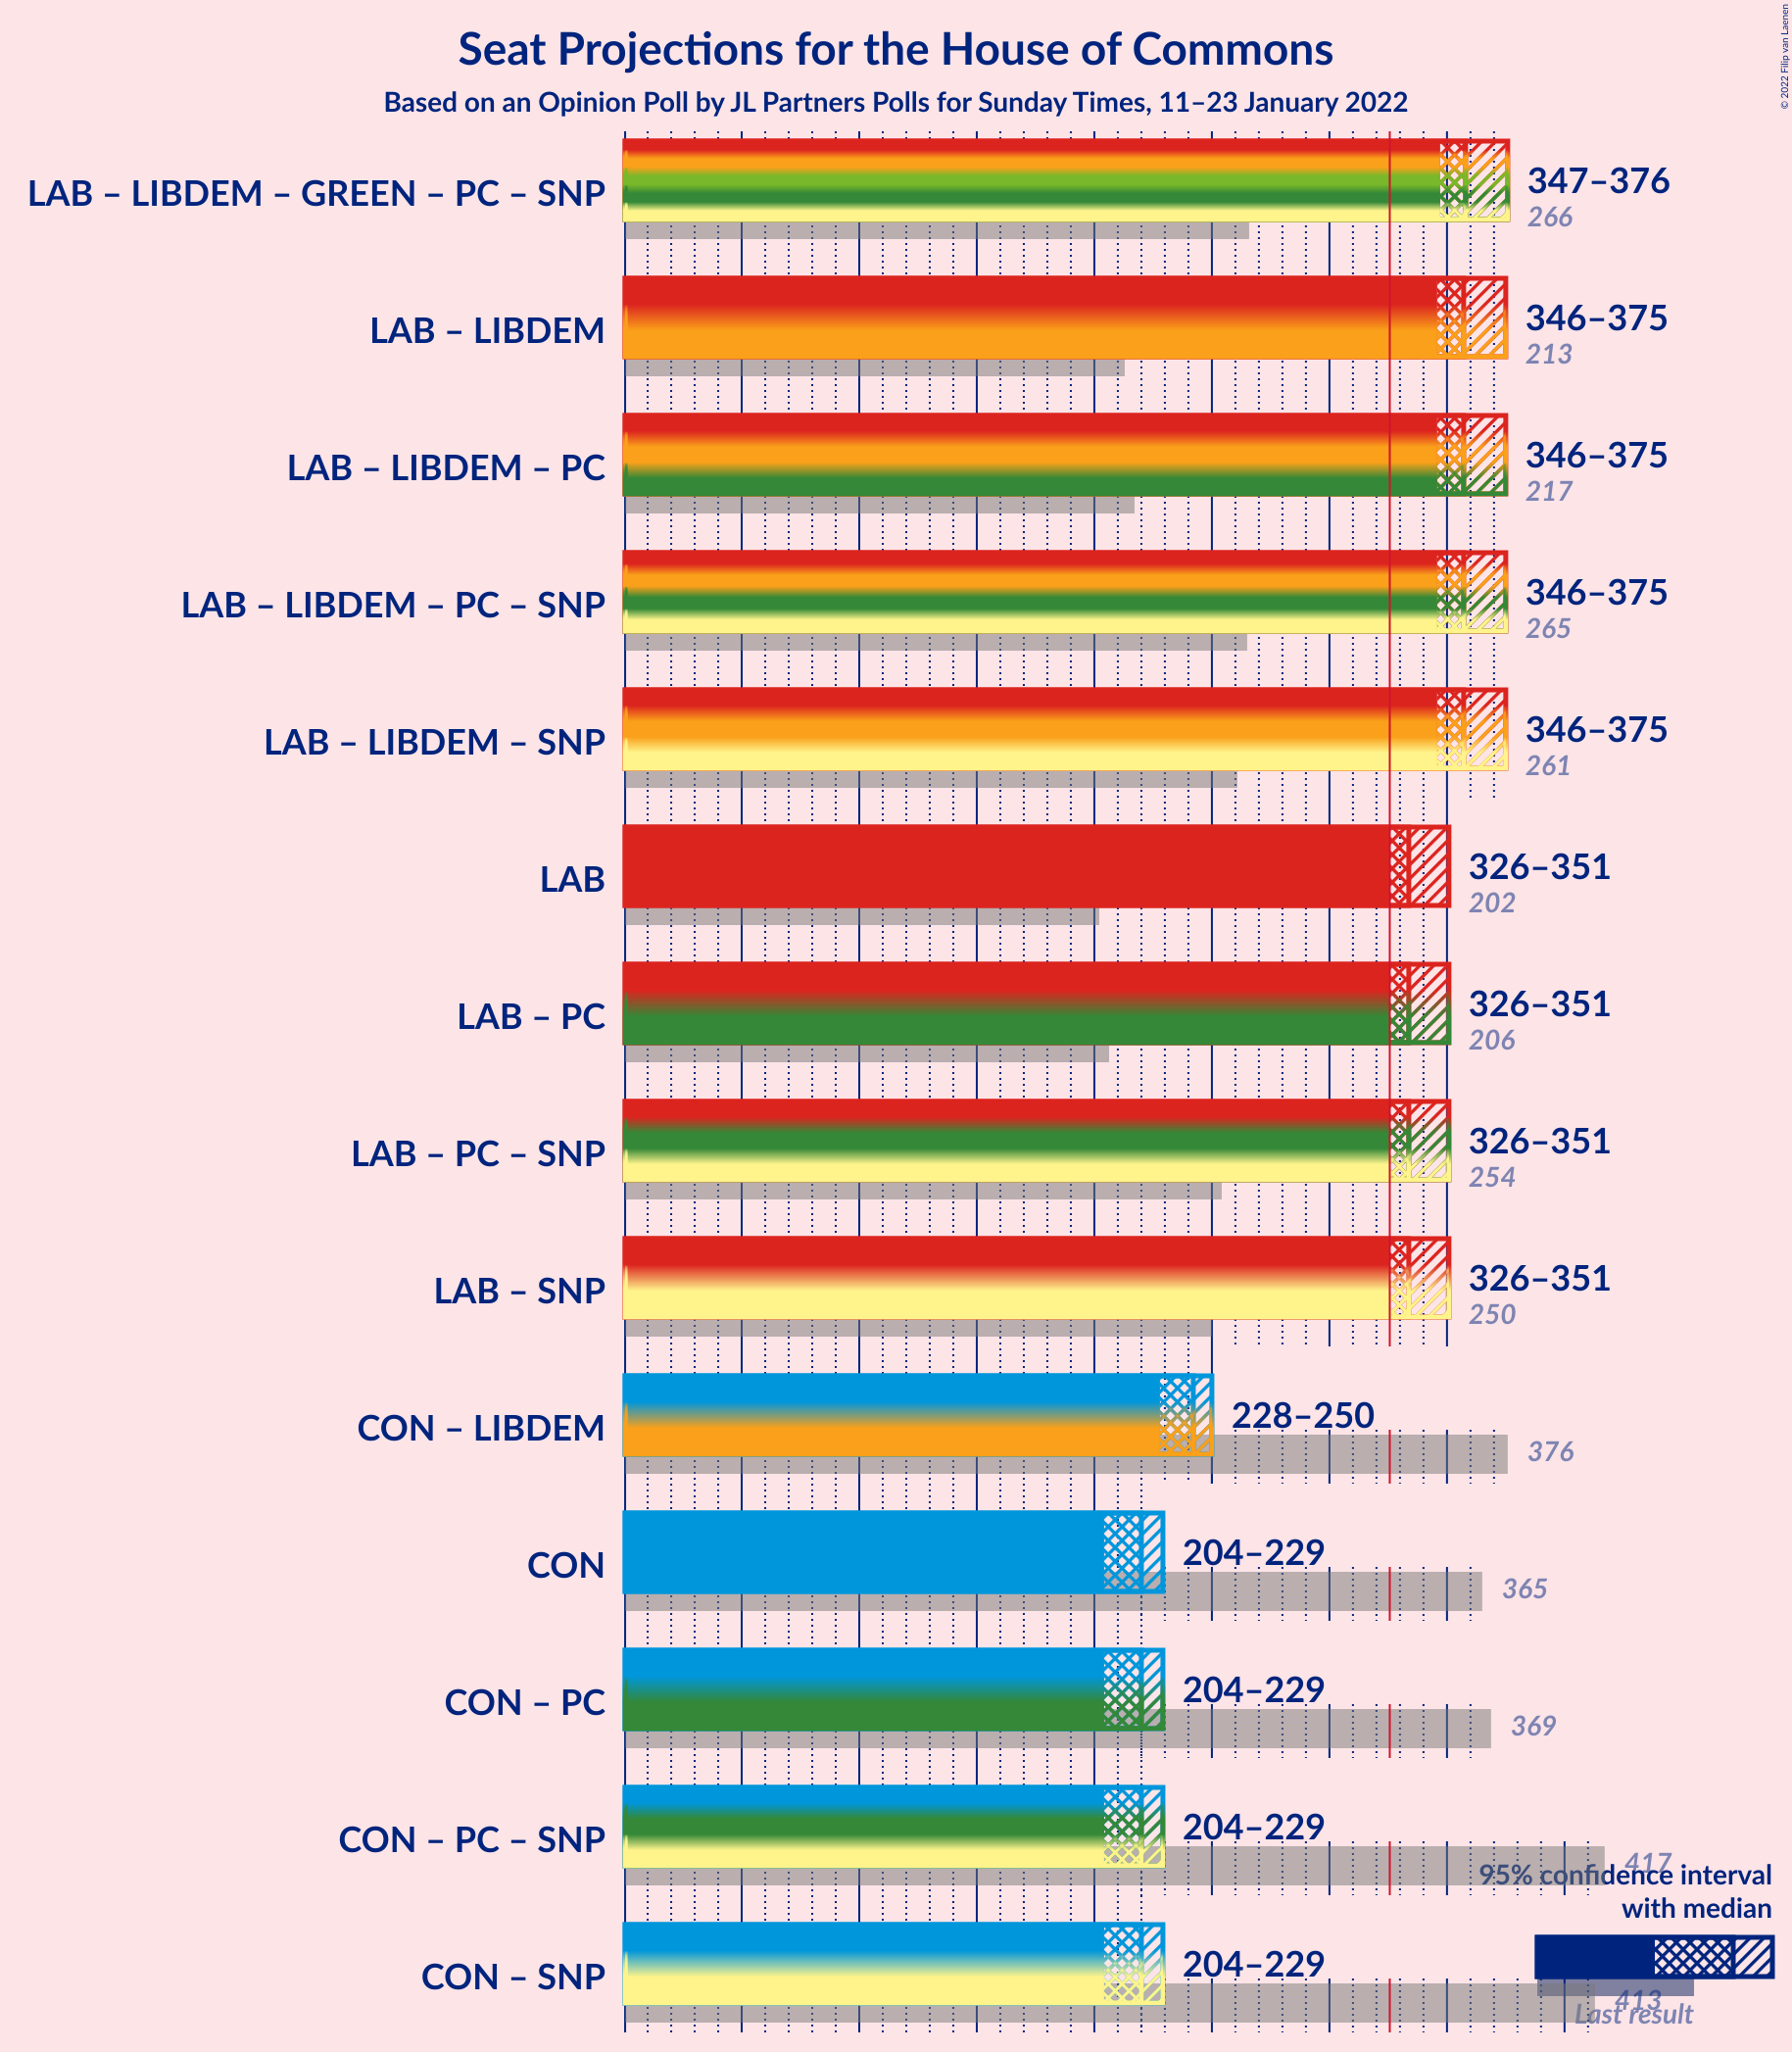 Seat Projections for the House of Commons
Based on an Opinion Poll by JL Partners Polls for Sunday Times, 11–23 January 2022
© 2022 Filip van Laenen
LAB – LIBDEM – GREEN – PC – SNP
347–376
266
LAB – LIBDEM
346–375
213
LAB – LIBDEM – PC
346–375
217
LAB – LIBDEM – PC – SNP
346–375
265
LAB – LIBDEM – SNP
346–375
261
LAB
326–351
202
LAB – PC
326–351
206
LAB – PC – SNP
326–351
254
LAB – SNP
326–351
250
CON – LIBDEM
228–250
376
CON
204–229
365
CON – PC
204–229
369
CON – PC – SNP
204–229
417
CON – SNP
204–229
413
95% confidence interval
with median
Last result